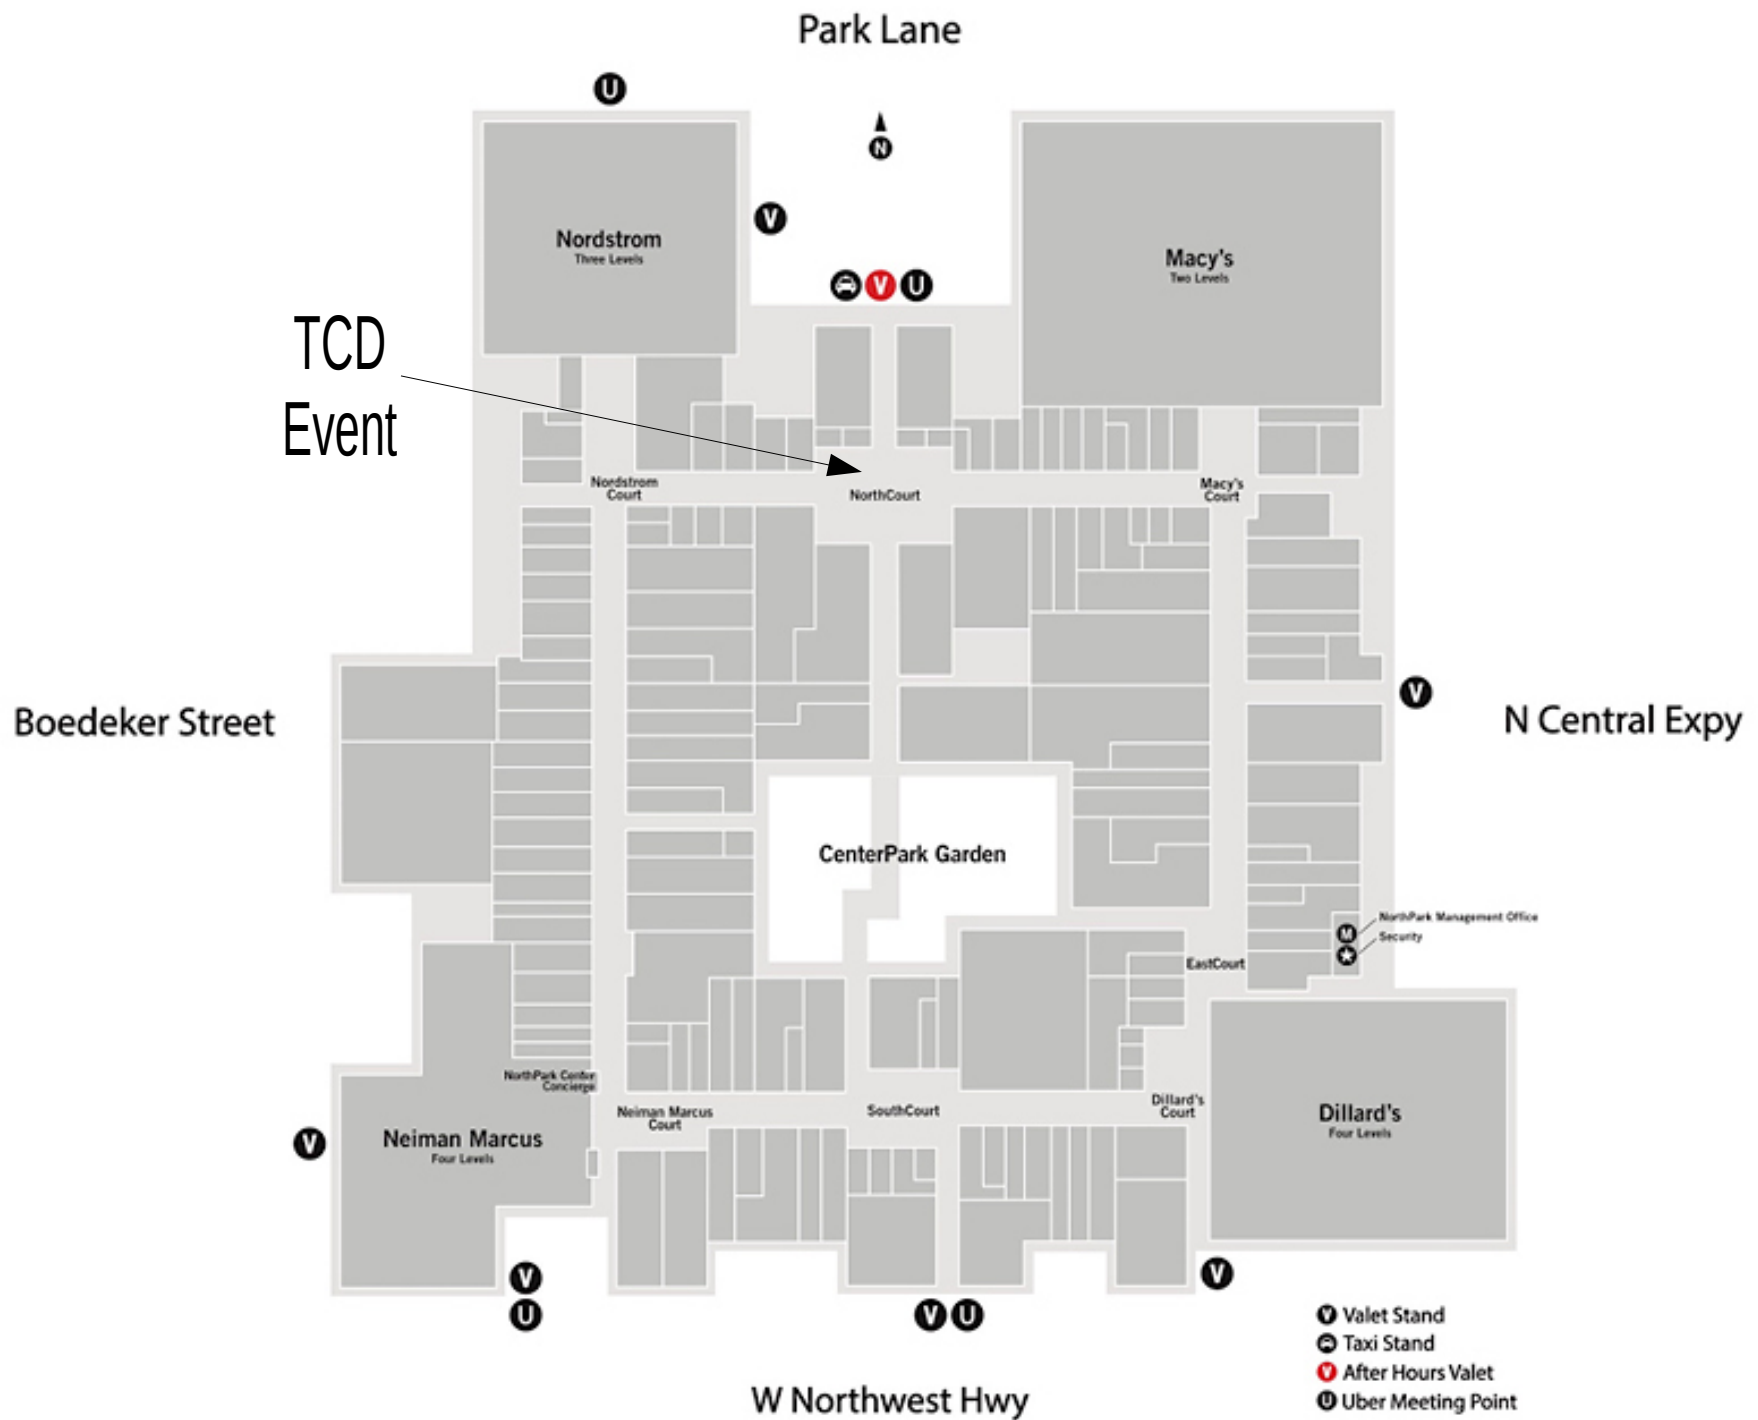 Park Lane
U
N
V
Nordstrom
Three Levels
Macy's
Two Levels
V U
TCD
Event
Nordstrom
Court
NorthCourt
Macy's
Court
Boedeker Street
V
N Central Expy
CenterPark Garden
NorthPark Management Office
M
Security
EastCourt
NorthPark Center
Concierge
Neiman Marcus
Court
SouthCourt
Dillard's
Court
V
Neiman Marcus
Four Levels
Dillard's
Four Levels
V
U
V U
V
V Valet Stand
Taxi Stand
V After Hours Valet
U Uber Meeting Point
W Northwest Hwy